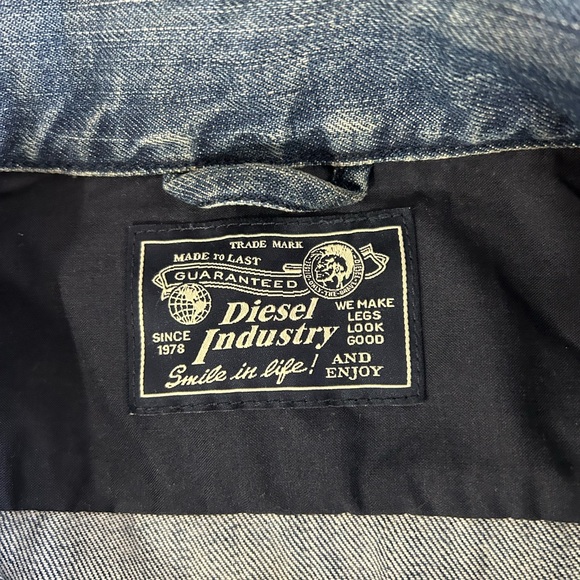 TRADE MARK
MADE TO LAST
GUARANTEED
Diesel
Industry
SINCE
1978
WE MAKE
LEGS
LOOK
GOOD
Smile in life!
AND
ENJOY